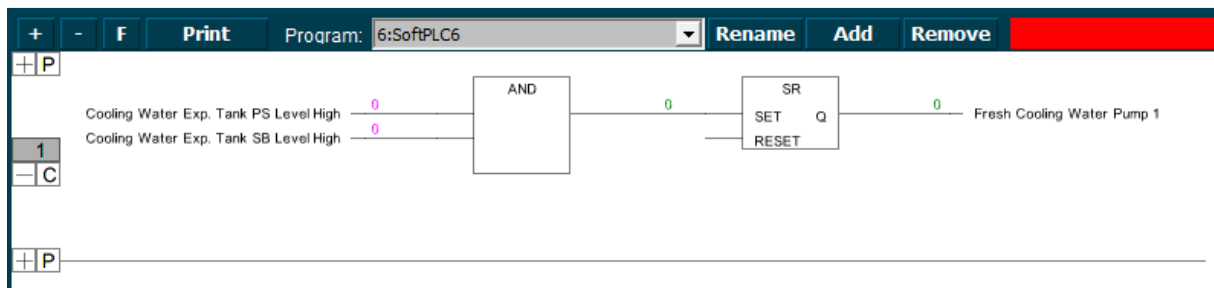 + - F Print Program: 6:SoftPLC6 Rename Add Remove
+ P
AND SR
Cooling Water Exp. Tank PS Level High 0 0 SET Q 0 Fresh Cooling Water Pump 1
Cooling Water Exp. Tank SB Level High 0 RESET
1
- C
+ P